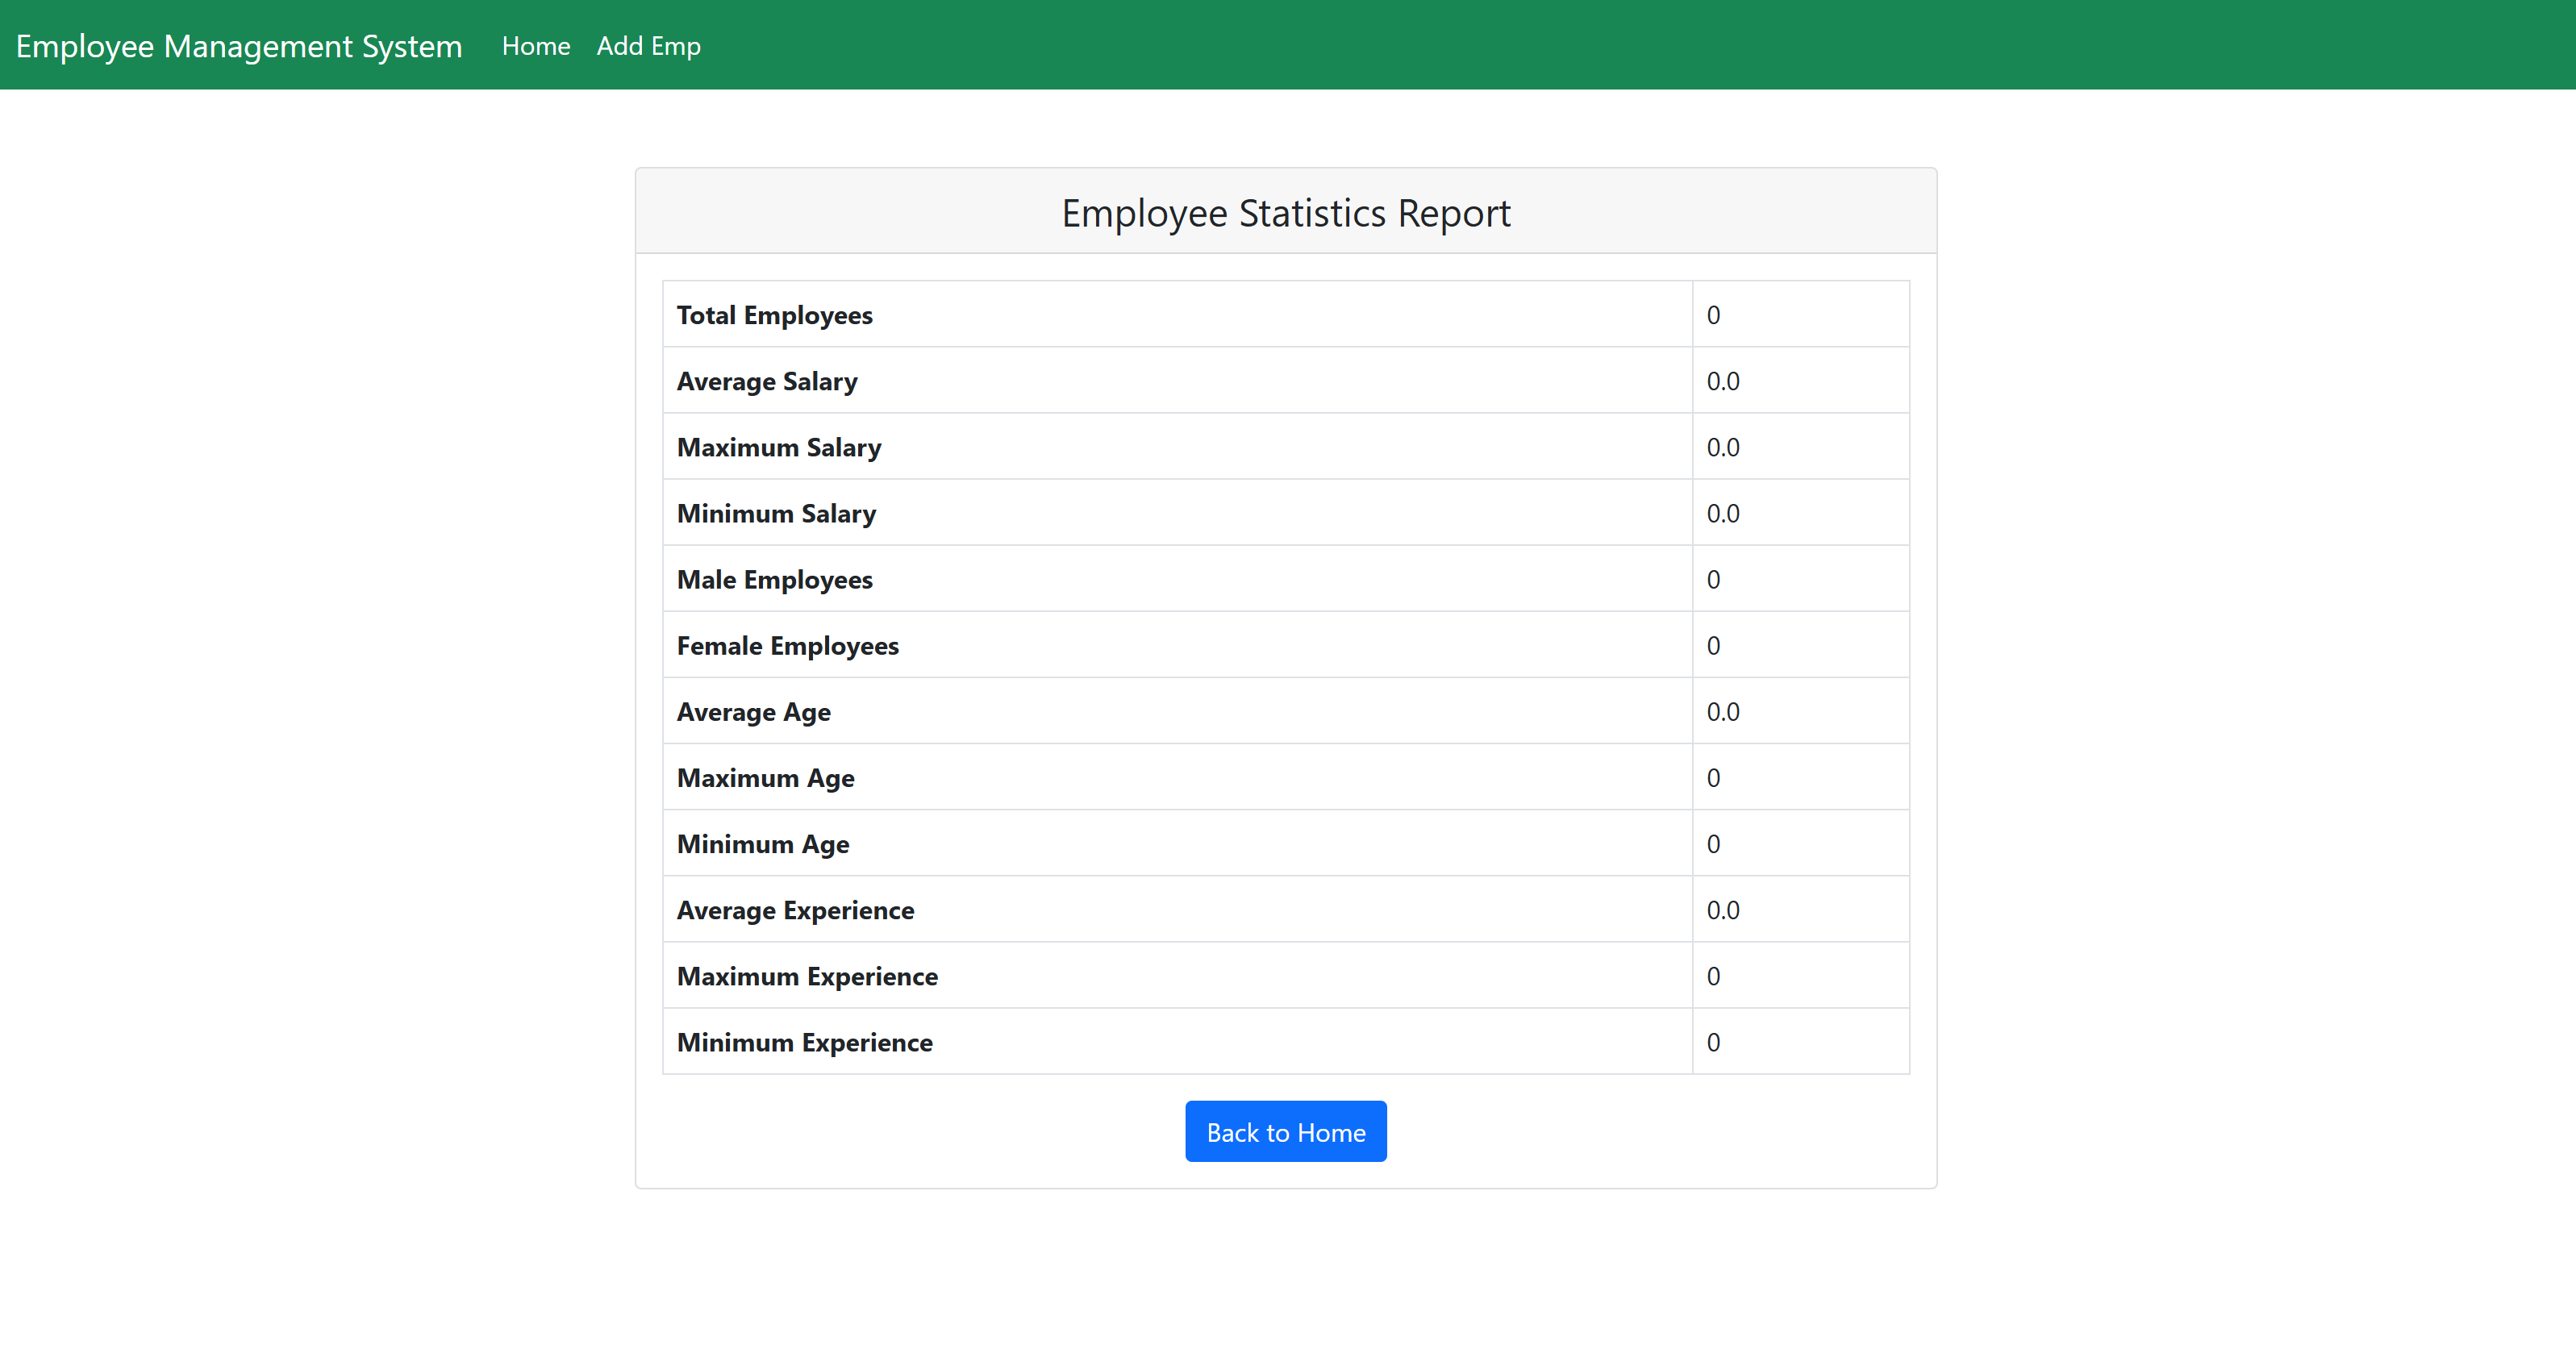 Employee Management System Home Add Emp
Employee Statistics Report
Total Employees 0
Average Salary 0.0
Maximum Salary 0.0
Minimum Salary 0.0
Male Employees 0
Female Employees 0
Average Age 0.0
Maximum Age 0
Minimum Age 0
Average Experience 0.0
Maximum Experience 0
Minimum Experience 0
Back to Home